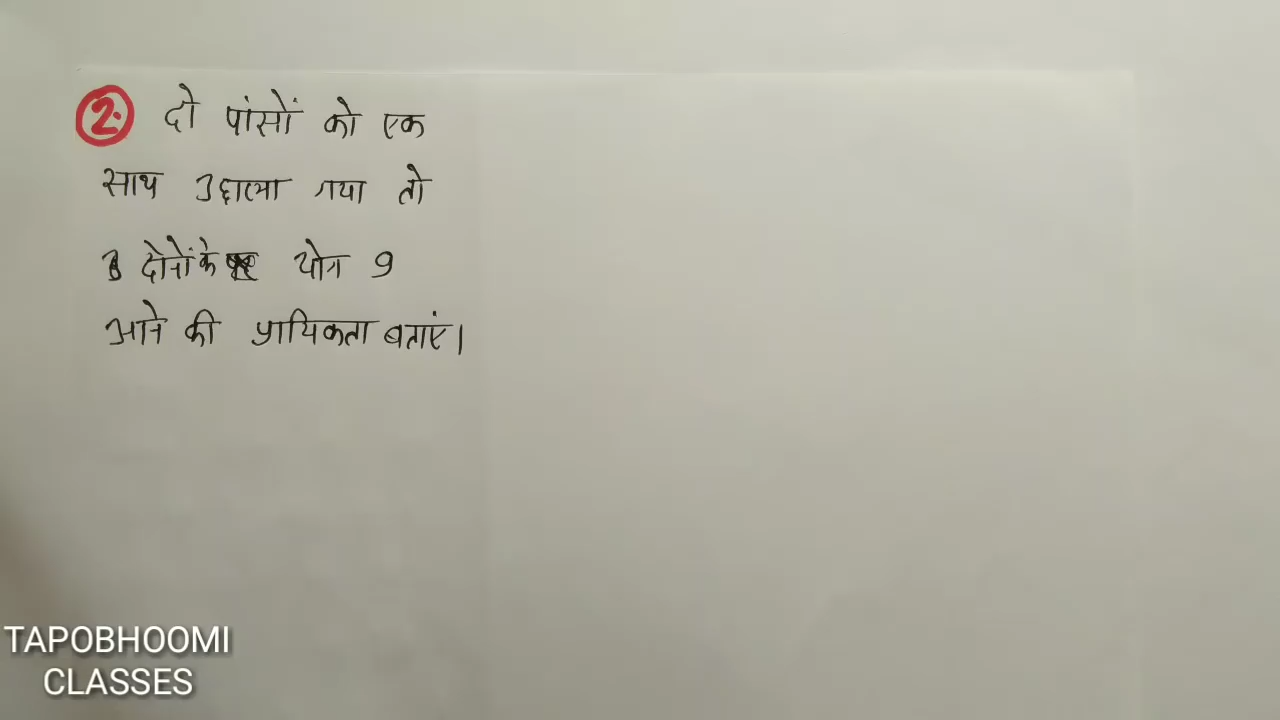 2. दो पांसों को एक
साथ उछाला गया तो
दोनों के योग 9
आने की प्रायिकता बताएं।
TAPOBHOOMI
CLASSES